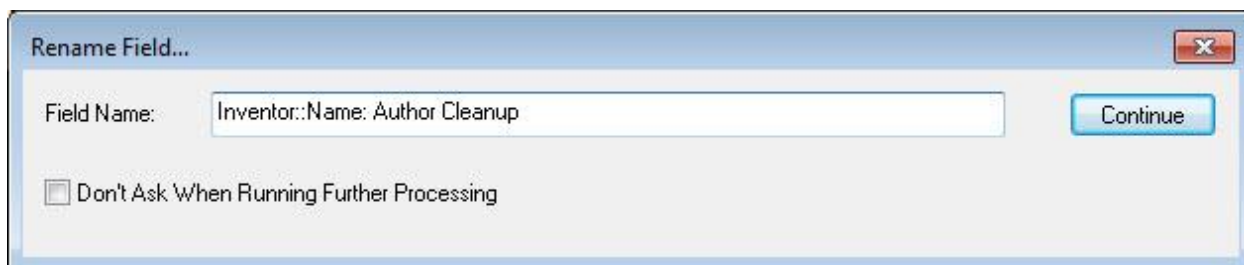 Rename Field...
Field Name: Inventor::Name: Author Cleanup Continue
Don't Ask When Running Further Processing